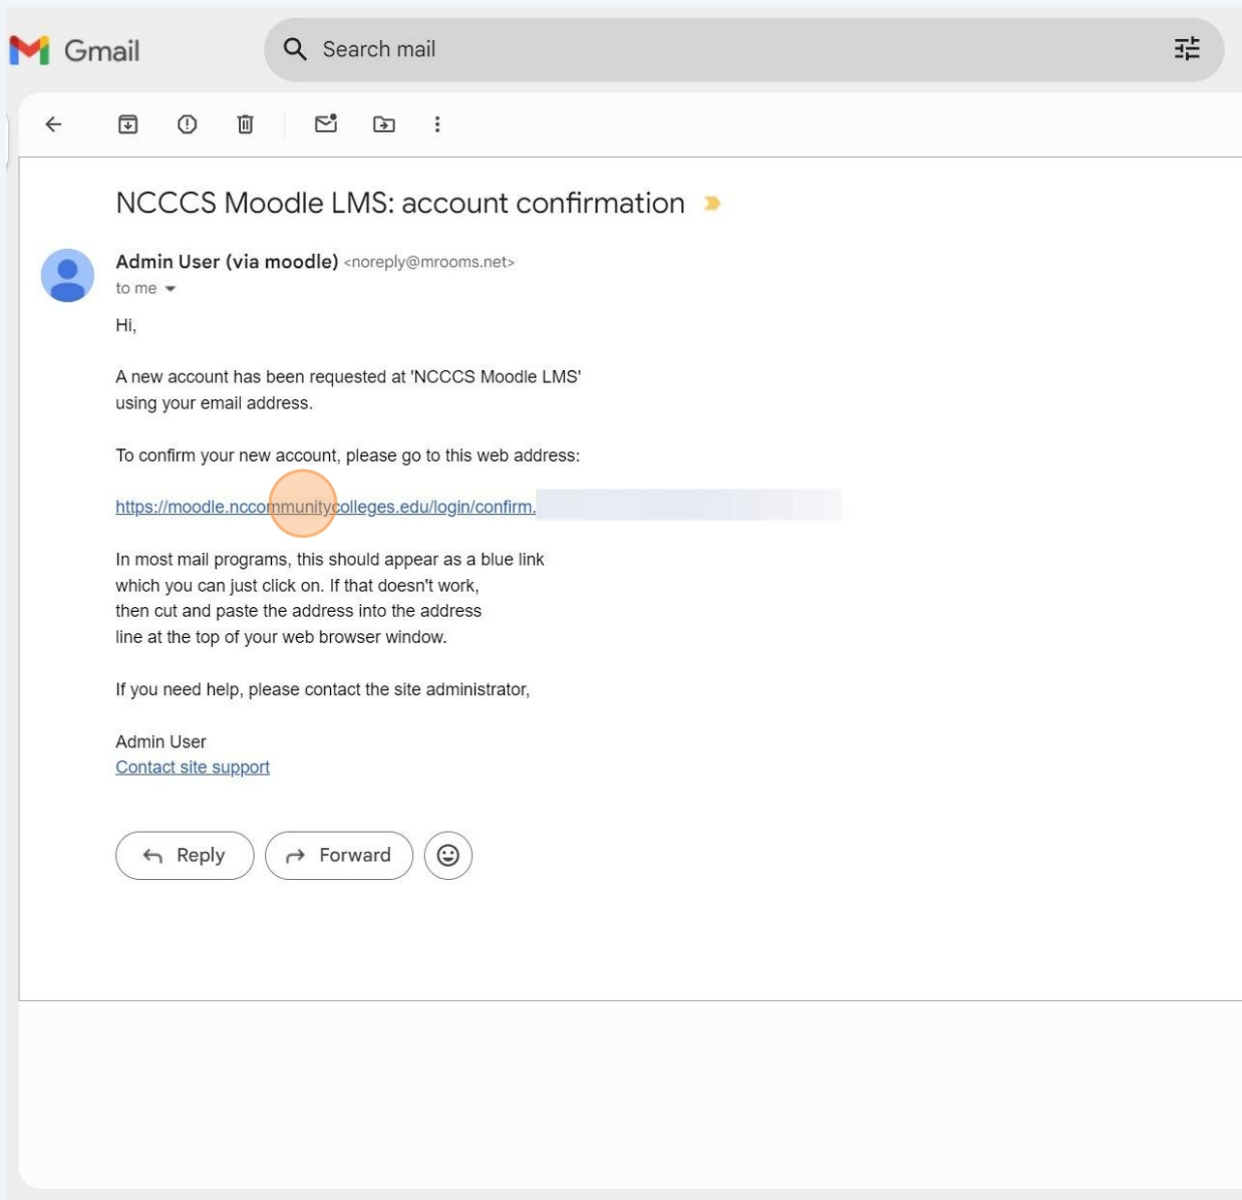 Gmail
Search mail
NCCCS Moodle LMS: account confirmation
Admin User (via moodle) <noreply@mrooms.net>
to me
Hi,
A new account has been requested at 'NCCCS Moodle LMS'
using your email address.
To confirm your new account, please go to this web address:
https://moodle.nccommunitycolleges.edu/login/confirm.
In most mail programs, this should appear as a blue link
which you can just click on. If that doesn't work,
then cut and paste the address into the address
line at the top of your web browser window.
If you need help, please contact the site administrator,
Admin User
Contact site support
Reply
Forward